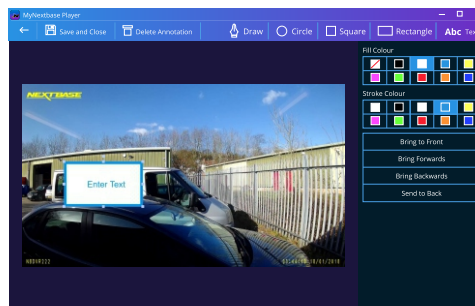 MyNextbase Player
Save and Close
Delete Annotation
Draw
Circle
Square
Rectangle
Abc
Fill Colour
Stroke Colour
NEXTBASE
Enter Text
Bring to Front
Bring Forwards
Bring Backwards
Send to Back